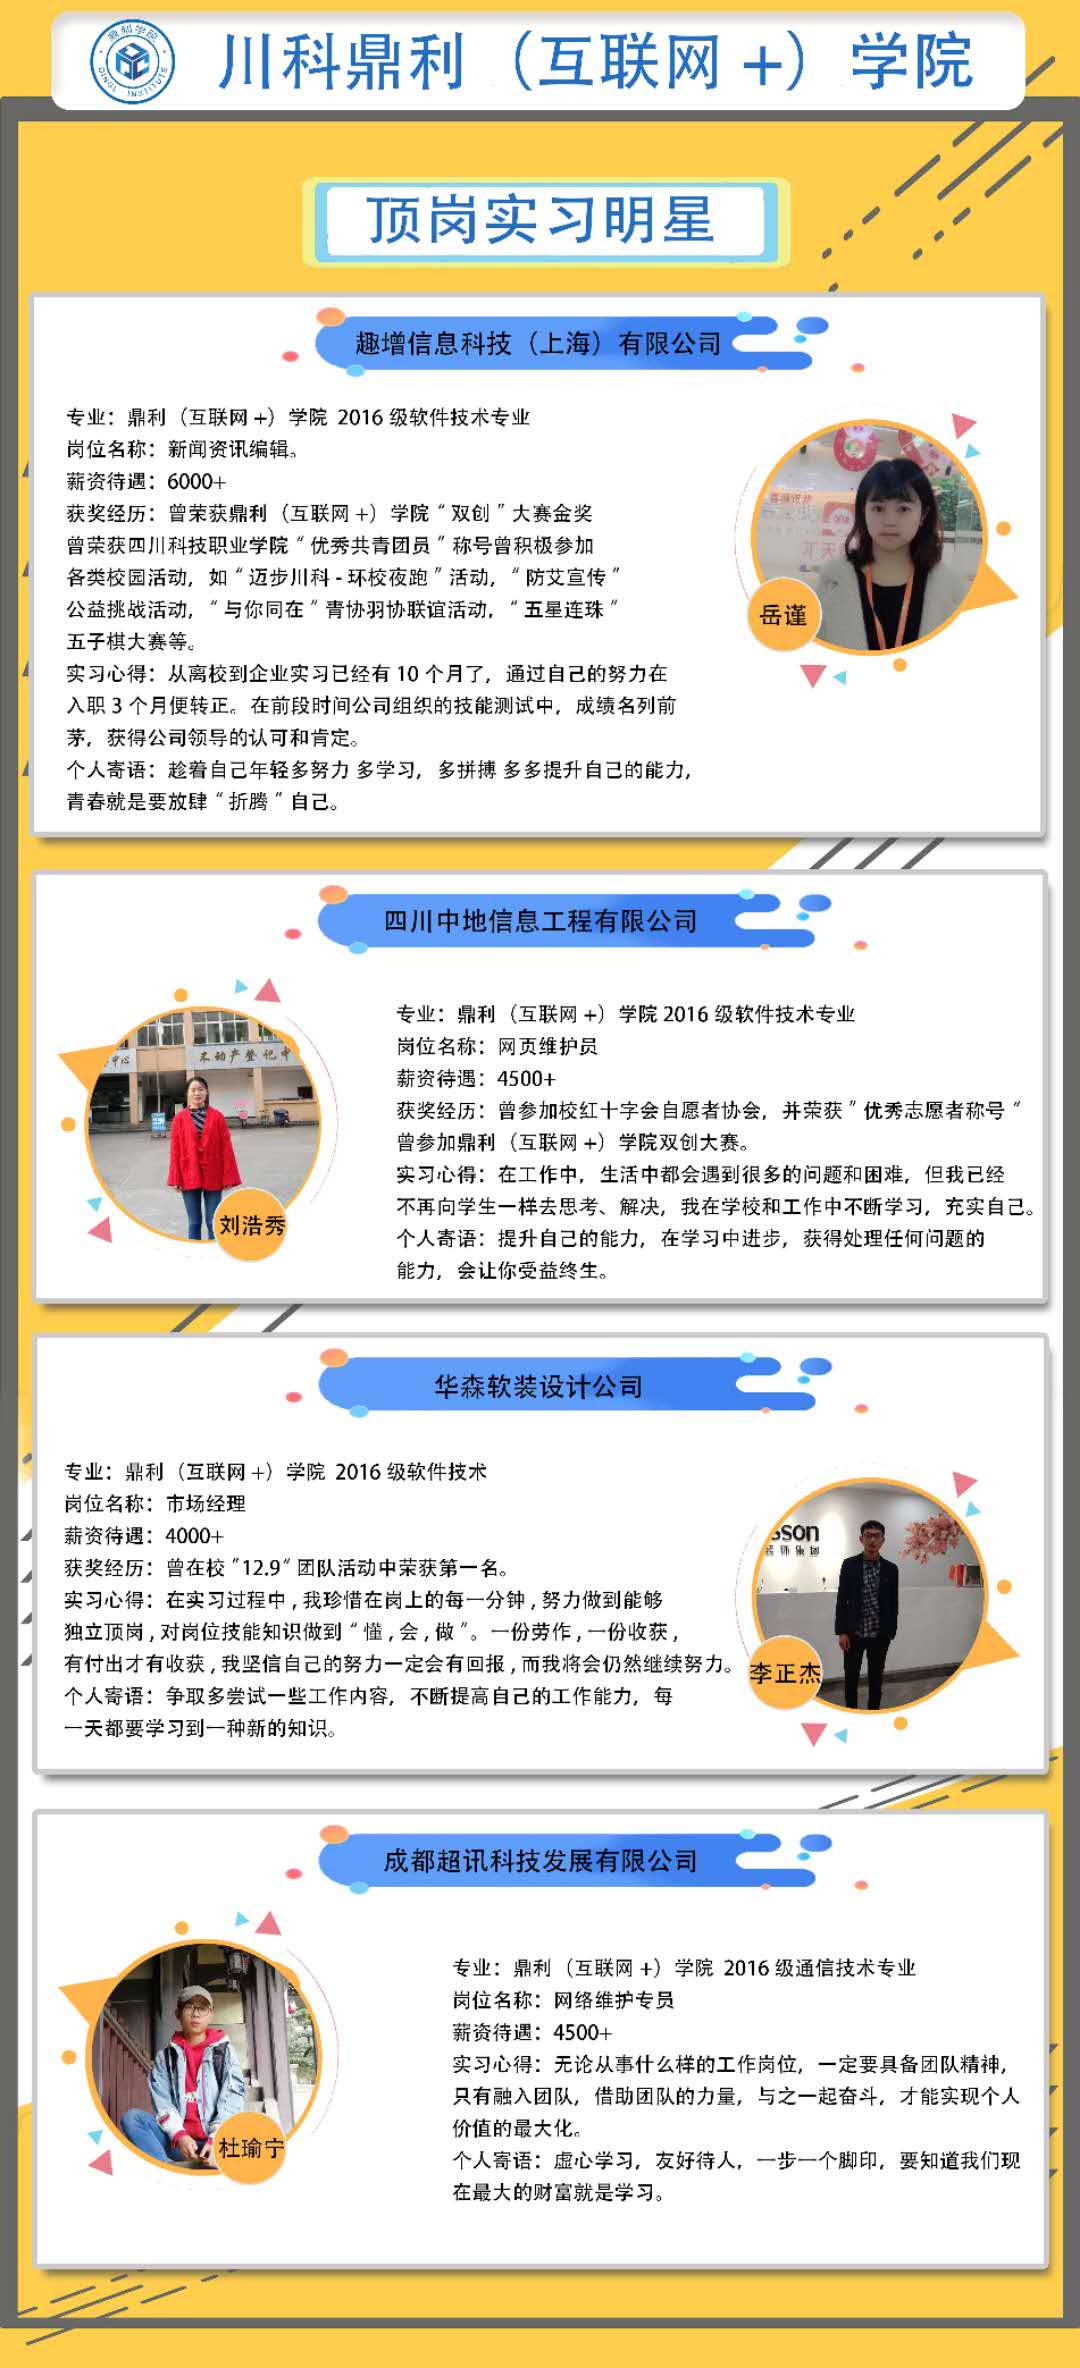 鼎利学院
DINGLI INSTITUTE
川科鼎利（互联网+）学院
顶岗实习明星
趣增信息科技（上海）有限公司
专业：鼎利（互联网+）学院 2016 级软件技术专业
岗位名称：新闻资讯编辑。
薪资待遇：6000+
获奖经历：曾荣获鼎利（互联网+）学院“双创”大赛金奖
曾荣获四川科技职业学院“优秀共青团员”称号曾积极参加
各类校园活动，如“迈步川科-环校夜跑”活动，“防艾宣传”
公益挑战活动，“与你同在”青协羽协联谊活动，“五星连珠“
五子棋大赛等。
实习心得：从离校到企业实习已经有 10 个月了，通过自己的努力在
入职 3 个月便转正。在前段时间公司组织的技能测试中，成绩名列前
茅，获得公司领导的认可和肯定。
个人寄语：趁着自己年轻多努力 多学习，多拼搏 多多提升自己的能力，
青春就是要放肆“折腾”自己。
岳谨
四川中地信息工程有限公司
不动产登记中
中心
刘浩秀
专业：鼎利（互联网+）学院 2016 级软件技术专业
岗位名称：网页维护员
薪资待遇：4500+
获奖经历：曾参加校红十字会自愿者协会，并荣获”优秀志愿者称号“
曾参加鼎利（互联网+）学院双创大赛。
实习心得：在工作中，生活中都会遇到很多的问题和困难，但我已经
不再向学生一样去思考、解决，我在学校和工作中不断学习，充实自己。
个人寄语：提升自己的能力，在学习中进步，获得处理任何问题的
能力，会让你受益终生。
华森软装设计公司
专业：鼎利（互联网+）学院 2016 级软件技术
岗位名称：市场经理
薪资待遇：4000+
获奖经历：曾在校”12.9“团队活动中荣获第一名。
实习心得：在实习过程中,我珍惜在岗上的每一分钟,努力做到能够
独立顶岗,对岗位技能知识做到“懂,会,做”。一份劳作,一份收获,
有付出才有收获,我坚信自己的努力一定会有回报,而我将会仍然继续努力。
个人寄语：争取多尝试一些工作内容，不断提高自己的工作能力，每
一天都要学习到一种新的知识。
sson
李正杰
成都超讯科技发展有限公司
杜瑜宁
专业：鼎利（互联网+）学院 2016 级通信技术专业
岗位名称：网络维护专员
薪资待遇：4500+
实习心得：无论从事什么样的工作岗位，一定要具备团队精神，
只有融入团队，借助团队的力量，与之一起奋斗，才能实现个人
价值的最大化。
个人寄语：虚心学习，友好待人，一步一个脚印，要知道我们现
在最大的财富就是学习。